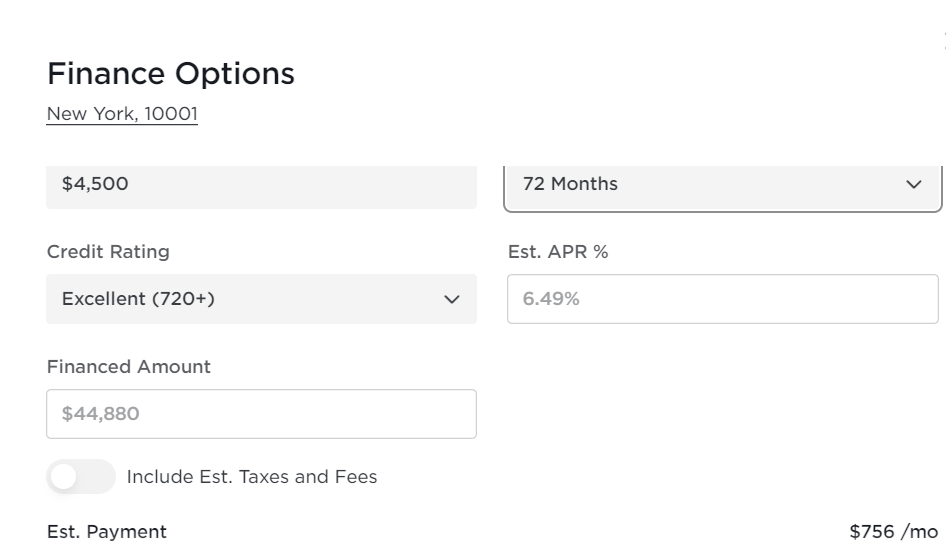 Finance Options
New York, 10001
$4,500
72 Months
Credit Rating
Est. APR %
Excellent (720+)
6.49%
Financed Amount
$44,880
Include Est. Taxes and Fees
Est. Payment
$756 /mo